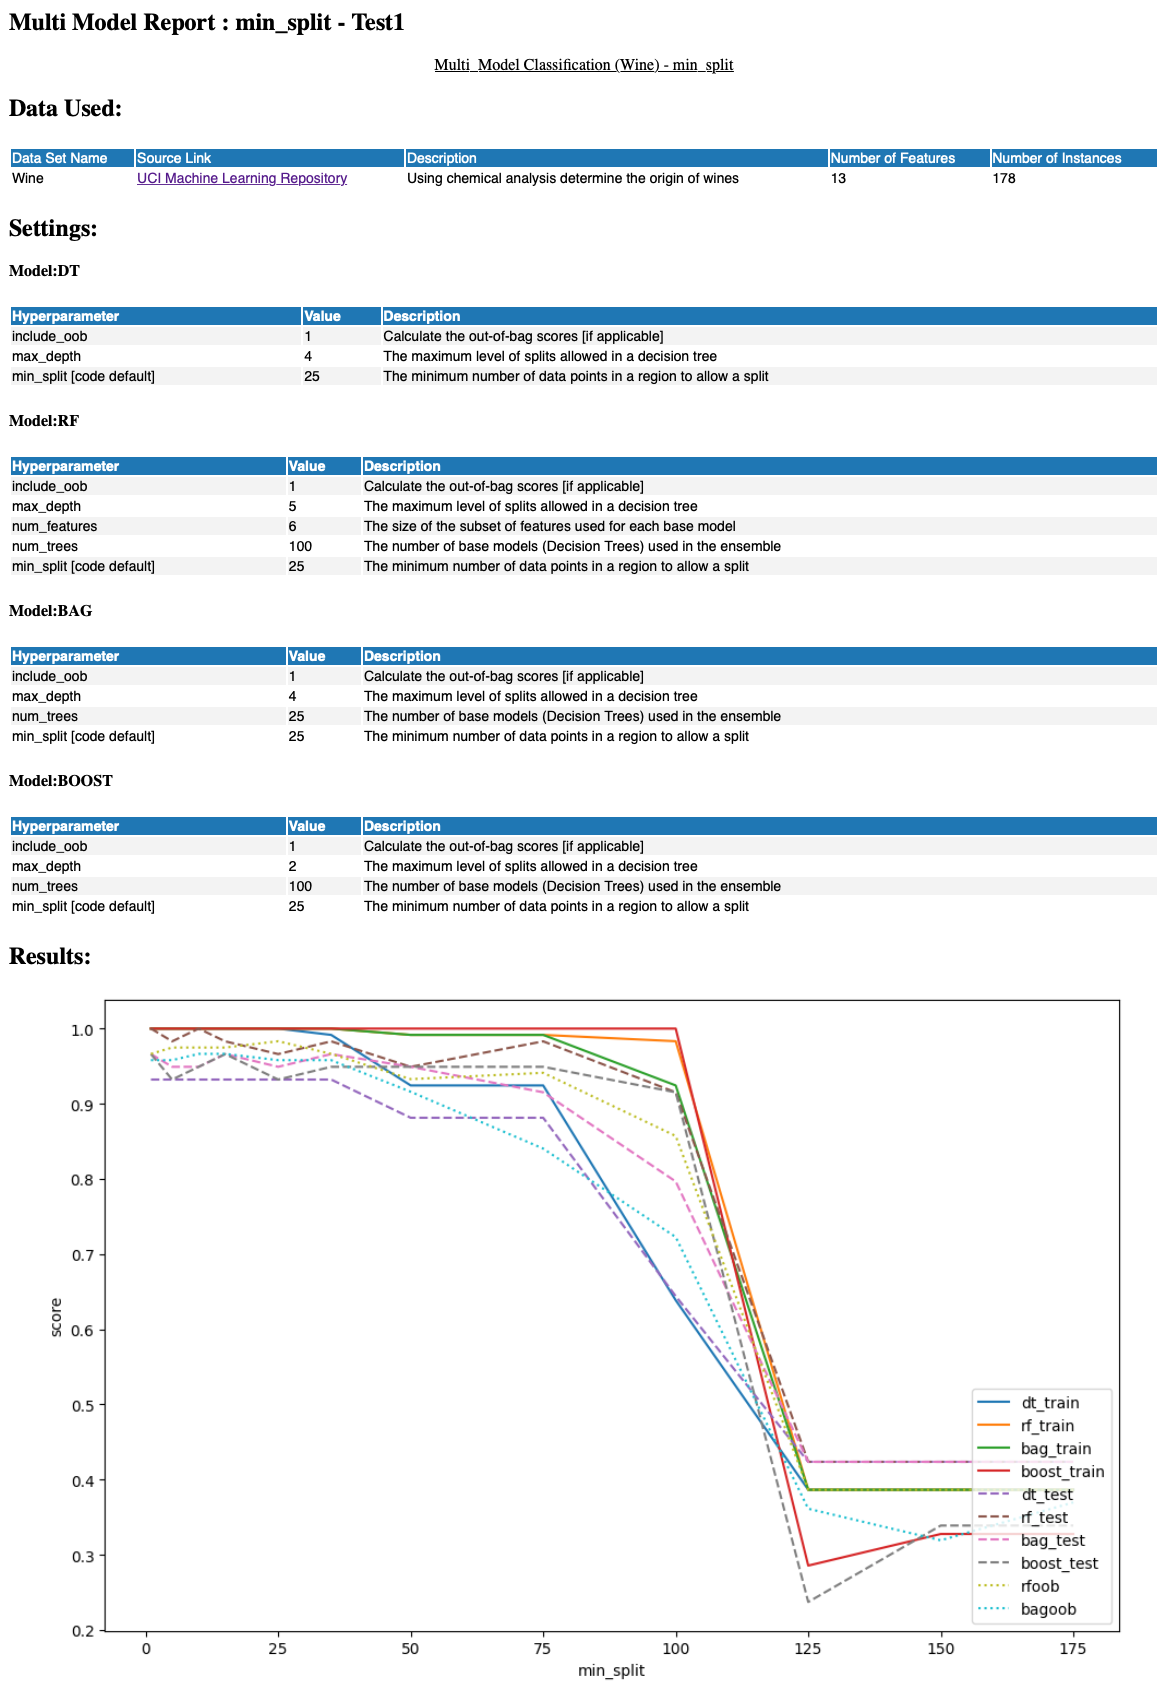 Multi Model Report : min_split - Test1
Multi_Model Classification (Wine) - min_split
Data Used:
Data Set Name Source Link Description Number of Features Number of Instances
Wine UCI Machine Learning Repository Using chemical analysis determine the origin of wines 13 178
Settings:
Model:DT
Hyperparameter Value Description
include_oob 1 Calculate the out-of-bag scores [if applicable]
max_depth 4 The maximum level of splits allowed in a decision tree
min_split [code default] 25 The minimum number of data points in a region to allow a split
Model:RF
Hyperparameter Value Description
include_oob 1 Calculate the out-of-bag scores [if applicable]
max_depth 5 The maximum level of splits allowed in a decision tree
num_features 6 The size of the subset of features used for each base model
num_trees 100 The number of base models (Decision Trees) used in the ensemble
min_split [code default] 25 The minimum number of data points in a region to allow a split
Model:BAG
Hyperparameter Value Description
include_oob 1 Calculate the out-of-bag scores [if applicable]
max_depth 4 The maximum level of splits allowed in a decision tree
num_trees 25 The number of base models (Decision Trees) used in the ensemble
min_split [code default] 25 The minimum number of data points in a region to allow a split
Model:BOOST
Hyperparameter Value Description
include_oob 1 Calculate the out-of-bag scores [if applicable]
max_depth 2 The maximum level of splits allowed in a decision tree
num_trees 100 The number of base models (Decision Trees) used in the ensemble
min_split [code default] 25 The minimum number of data points in a region to allow a split
Results:
1.0
0.9
0.8
0.7
0.6
0.5
0.4
0.3
0.2
score
dt_train
rf_train
bag_train
boost_train
dt_test
rf_test
bag_test
boost_test
rfoob
bagoob
0 25 50 75 100 125 150 175
min_split